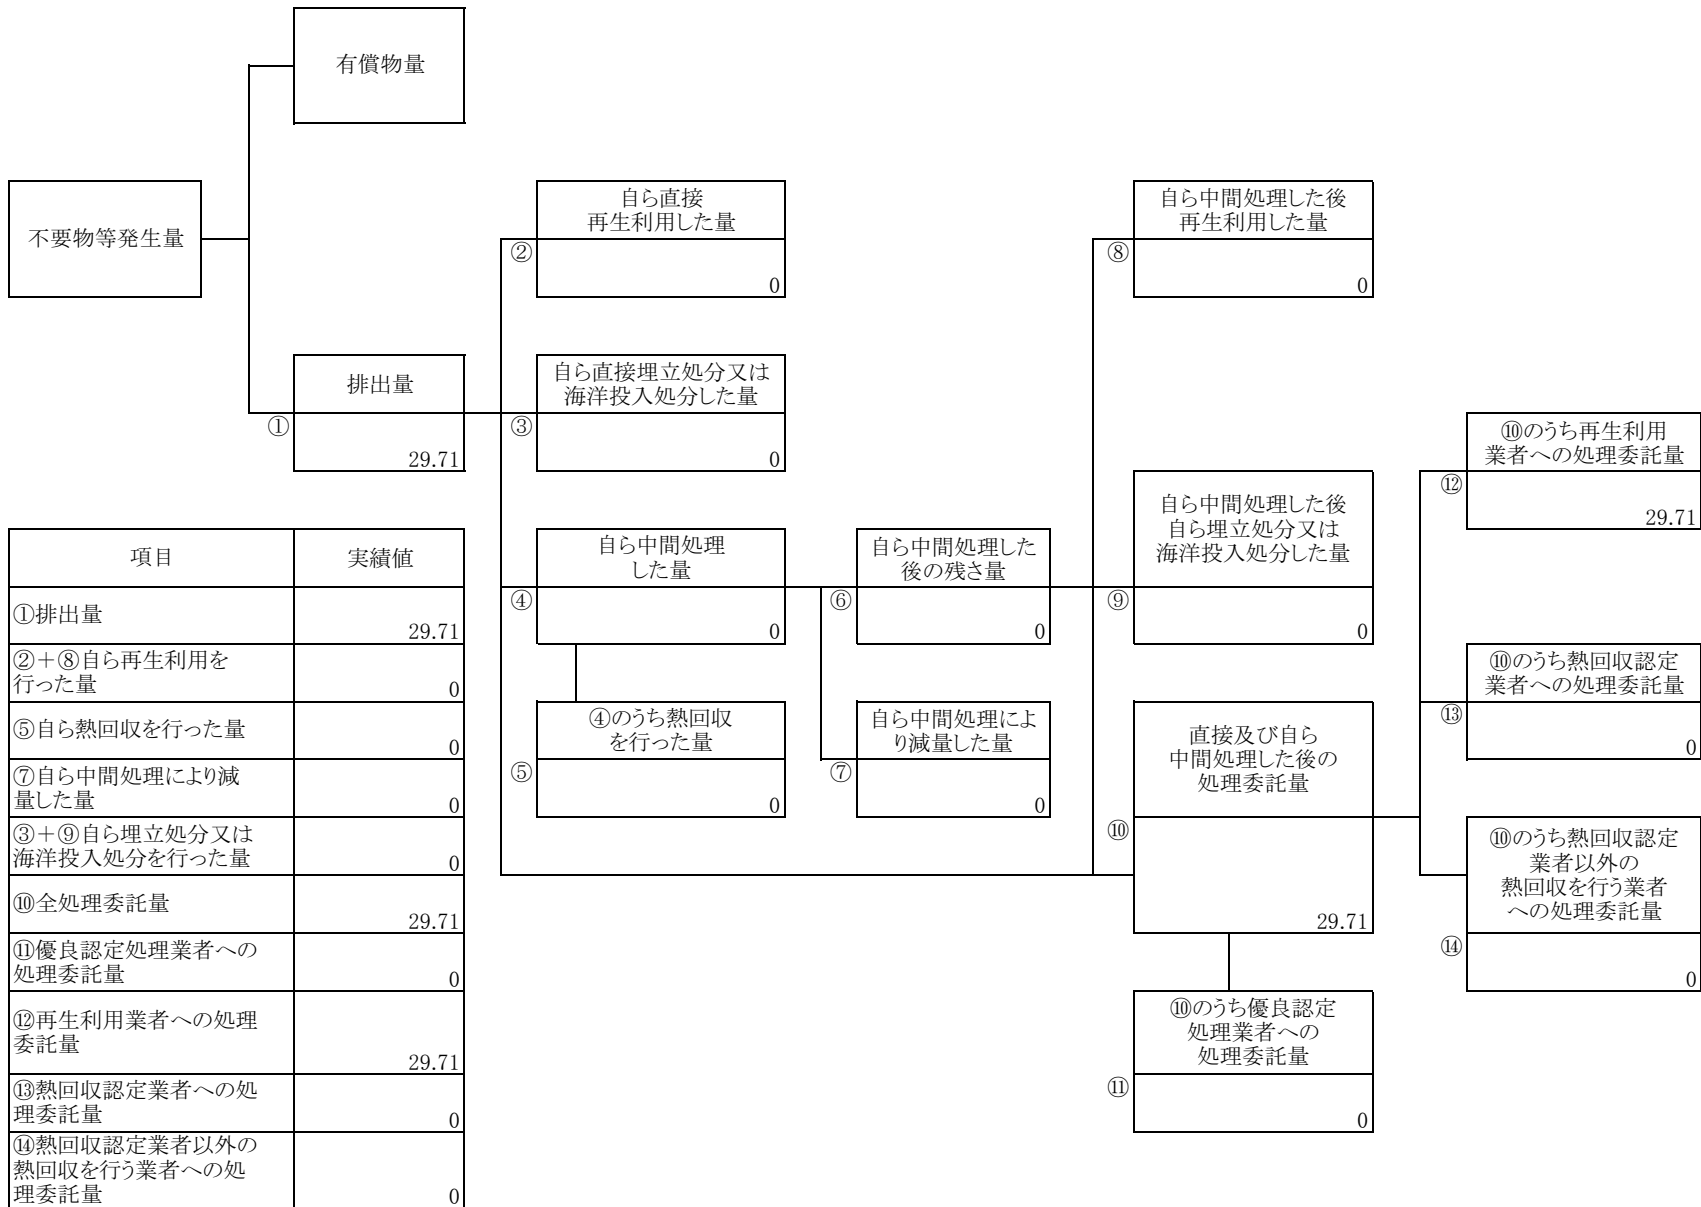 有償物量
不要物等発生量
自ら直接
再生利用した量
②
0
自ら中間処理した後
再生利用した量
⑧
0
排出量
①
29.71
自ら直接埋立処分又は
海洋投入処分した量
③
0
⑩のうち再生利用
業者への処理委託量
⑫
29.71
自ら中間処理
した量
④
0
自ら中間処理した
後の残さ量
⑥
0
自ら中間処理した後
自ら埋立処分又は
海洋投入処分した量
⑨
0
⑩のうち熱回収認定
業者への処理委託量
⑬
0
④のうち熱回収
を行った量
⑤
0
自ら中間処理によ
り減量した量
⑦
0
直接及び自ら
中間処理した後の
処理委託量
⑩
29.71
⑩のうち熱回収認定
業者以外の
熱回収を行う業者
への処理委託量
⑭
0
⑩のうち優良認定
処理業者への
処理委託量
⑪
0
項目 実績値
①排出量
29.71
②＋⑧自ら再生利用を
行った量
0
⑤自ら熱回収を行った量
0
⑦自ら中間処理により減
量した量
0
③＋⑨自ら埋立処分又は
海洋投入処分を行った量
0
⑩全処理委託量
29.71
⑪優良認定処理業者への
処理委託量
0
⑫再生利用業者への処理
委託量
29.71
⑬熱回収認定業者への処
理委託量
0
⑭熱回収認定業者以外の
熱回収を行う業者への処
理委託量
0